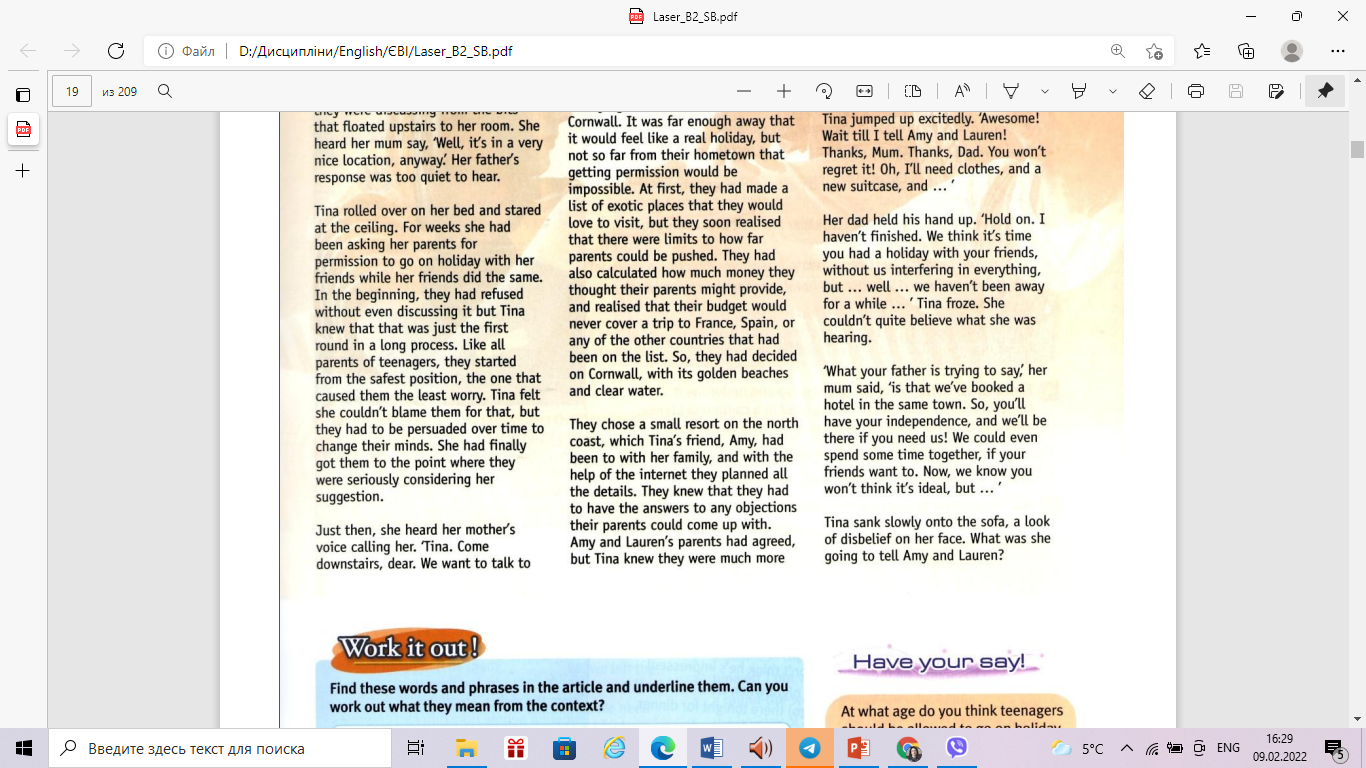 Laser_B2_SB.pdf
Файл
D:/Дисципліни/English/ЄВІ/Laser_B2_SB.pdf
19
из 209
that floated upstairs to her room. She
heard her mum say, ‘Well, it’s in a very
nice location, anyway.’ Her father’s
response was too quiet to hear.
Tina rolled over on her bed and stared
at the ceiling. For weeks she had
been asking her parents for
permission to go on holiday with her
friends while her friends did the same.
In the beginning, they had refused
without even discussing it but Tina
knew that that was just the first
round in a long process. Like all
parents of teenagers, they started
from the safest position, the one that
caused them the least worry. Tina felt
she couldn’t blame them for that, but
they had to be persuaded over time to
change their minds. She had finally
got them to the point where they
were seriously considering her
suggestion.
Just then, she heard her mother’s
voice calling her. ‘Tina. Come
downstairs, dear. We want to talk to
Cornwall. It was far enough away that
it would feel like a real holiday, but
not so far from their hometown that
getting permission would be
impossible. At first, they had made a
list of exotic places that they would
love to visit, but they soon realised
that there were limits to how far
parents could be pushed. They had
also calculated how much money they
thought their parents might provide,
and realised that their budget would
never cover a trip to France, Spain, or
any of the other countries that had
been on the list. So, they had decided
on Cornwall, with its golden beaches
and clear water.
They chose a small resort on the north
coast, which Tina’s friend, Amy, had
been to with her family, and with the
help of the internet they planned all
the details. They knew that they had
to have the answers to any objections
their parents could come up with.
Amy and Lauren’s parents had agreed,
but Tina knew they were much more
Tina jumped up excitedly. ‘Awesome!
Wait till I tell Amy and Lauren!
Thanks, Mum. Thanks, Dad. You won’t
regret it! Oh, I’ll need clothes, and a
new suitcase, and … ’
Her dad held his hand up. ‘Hold on. I
haven’t finished. We think it’s time
you had a holiday with your friends,
without us interfering in everything,
but … well … we haven’t been away
for a while … ’ Tina froze. She
couldn’t quite believe what she was
hearing.
‘What your father is trying to say,’ her
mum said, ‘is that we’ve booked a
hotel in the same town. So, you’ll
have your independence, and we’ll be
there if you need us! We could even
spend some time together, if your
friends want to. Now, we know you
won’t think it’s ideal, but … ’
Tina sank slowly onto the sofa, a look
of disbelief on her face. What was she
going to tell Amy and Lauren?
Work it out!
Find these words and phrases in the article and underline them. Can you
work out what they mean from the context?
Have your say!
At what age do you think teenagers
should be allowed to go on holiday
Введите здесь текст для поиска
5°C
ENG
16:29
09.02.2022
5